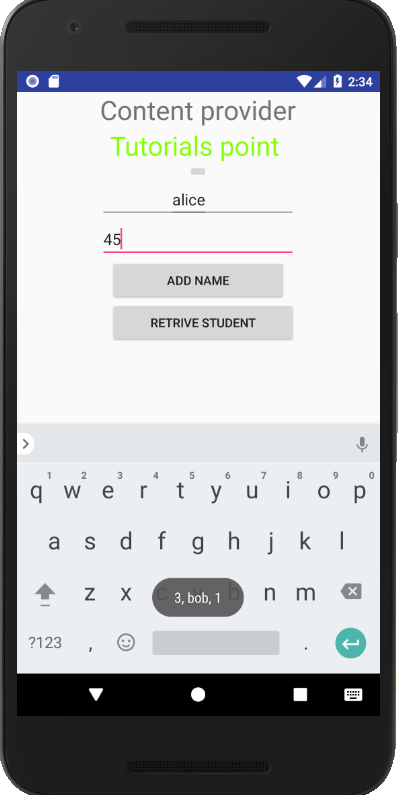 2:34
Content provider
Tutorials point
alice
45
ADD NAME
RETRIVE STUDENT
1 2 3 4 5 6 7 8 9 0
q w e r t y u i o p
a s d f g h j k l
z x c b n m
3, bob, 1
?123 , .